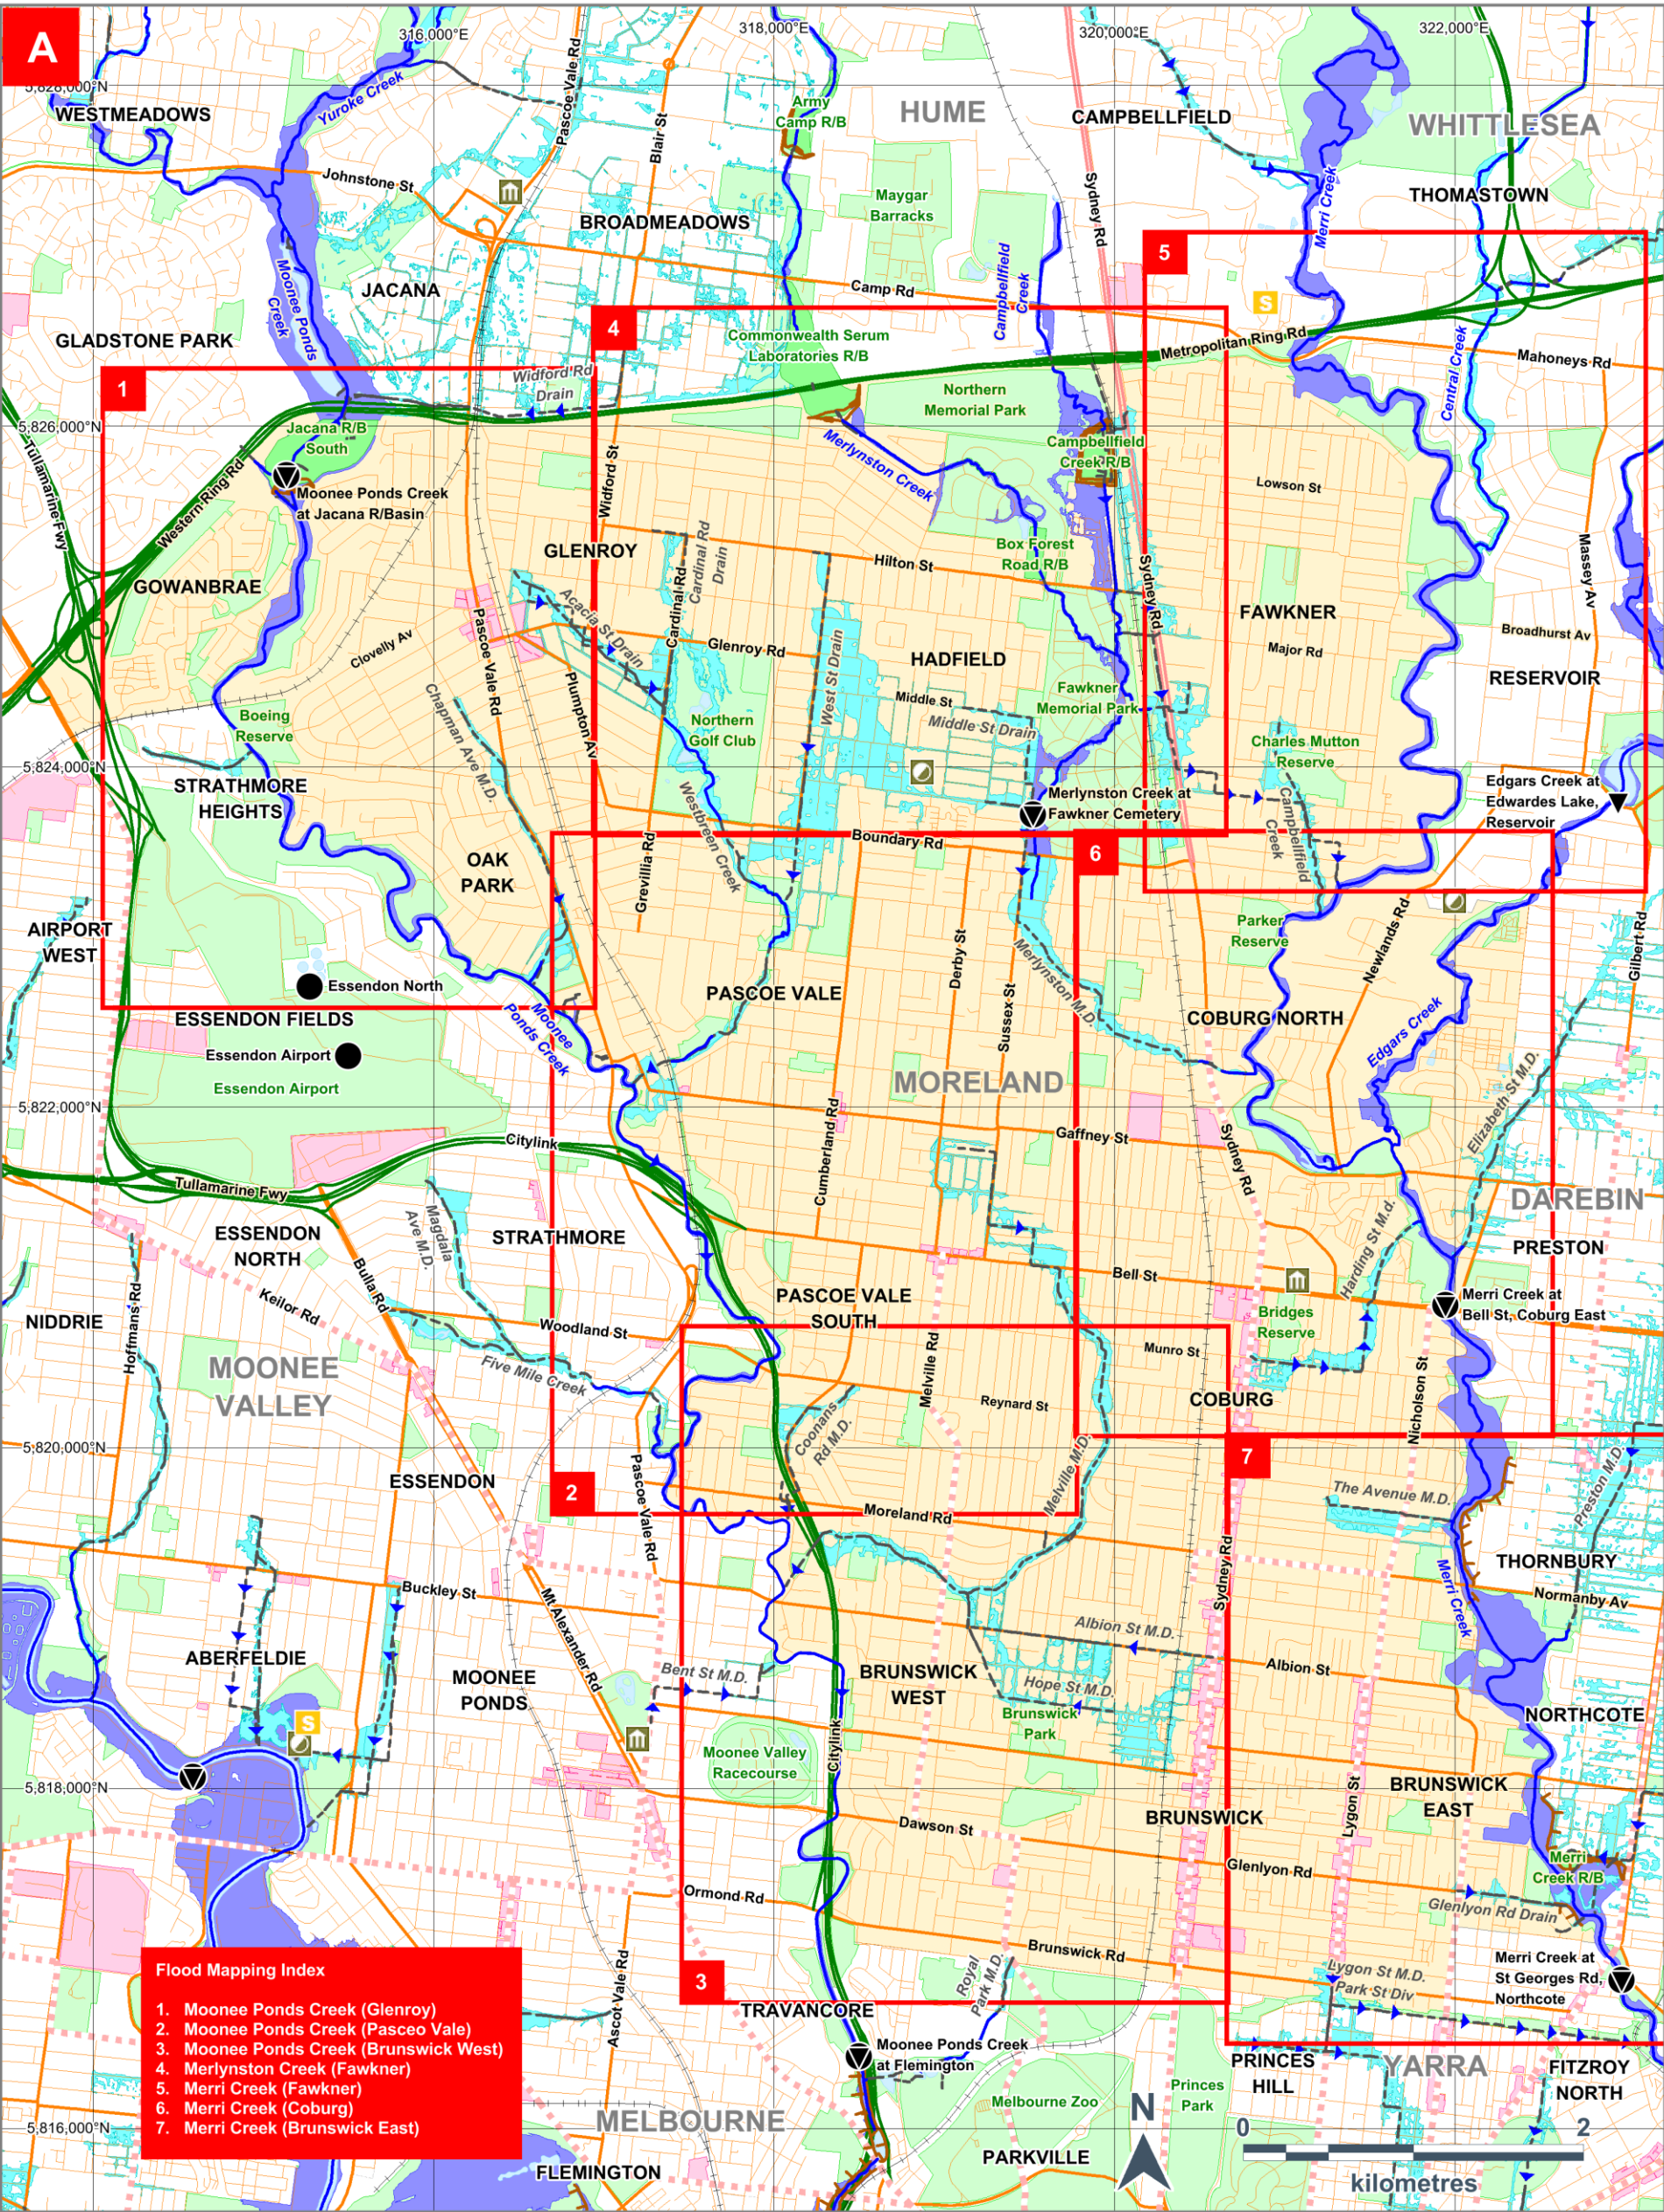 A
316,000°E
318,000°E
320,000°E
322,000°E
5,828,000°N
WESTMEADOWS
Yuroke Creek
Pascoe Vale Rd
Blair St
Army
Camp R/B
HUME
CAMPBELLFIELD
WHITTLESEA
Johnstone St
Maygar
Barracks
Sydney Rd
Merri Creek
THOMASTOWN
BROADMEADOWS
5
JACANA
Moonee Ponds
Creek
Camp Rd
Campbellfield
Creek
S
GLADSTONE PARK
4
Commonwealth Serum
Laboratories R/B
Metropolitan Ring Rd
Mahoneys Rd
Central Creek
1
Widford Rd
Drain
Northern
Memorial Park
5,826,000°N
Jacana R/B
South
Merlynston Creek
Campbellfield
Creek R/B
Tullamarine Fwy
Western Ring Rd
Moonee Ponds Creek
at Jacana R/Basin
Widford St
Lowson St
GLENROY
Cardinal Rd
Drain
Cardinal Rd
Hilton St
Box Forest
Road R/B
Sydney Rd
Massey Av
GOWANBRAE
Acacia St Drain
FAWKNER
Pascoe Vale Rd
Clovelly Av
Glenroy Rd
West St Drain
HADFIELD
Major Rd
Broadhurst Av
RESERVOIR
Plumpton Av
Chapman Ave M.D.
Middle St
Middle St Drain
Fawkner
Memorial Park
Boeing
Reserve
Northern
Golf Club
Charles Mutton
Reserve
5,824,000°N
STRATHMORE
HEIGHTS
Westbreen Creek
Merlynston Creek at
Fawkner Cemetery
Campbellfield
Creek
Edgars Creek at
Edwardes Lake,
Reservoir
Boundary Rd
6
OAK
PARK
Grevillia Rd
AIRPORT
WEST
Parker
Reserve
Newlands Rd
Gilbert Rd
Derby St
Merlynston M.D.
Essendon North
PASCOE VALE
Sussex St
ESSENDON FIELDS
Moonee
Ponds Creek
COBURG NORTH
Edgars Creek
Essendon Airport
Essendon Airport
MORELAND
Elizabeth St M.D.
5,822,000°N
Citylink
Cumberland Rd
Gaffney St
Sydney Rd
Tullamarine Fwy
DAREBIN
Magdala
Ave M.D.
ESSENDON
NORTH
STRATHMORE
Harding St M.d.
PRESTON
Bulla Rd
Bell St
Hoffmans Rd
Keilor Rd
PASCOE VALE
SOUTH
Bridges
Reserve
Merri Creek at
Bell St, Coburg East
NIDDRIE
Woodland St
Munro St
MOONEE
VALLEY
Five Mile Creek
Melville Rd
Reynard St
COBURG
Nicholson St
Coonans
Rd M.D.
5,820,000°N
7
ESSENDON
2
Pascoe Vale Rd
Melville M.D.
The Avenue M.D.
Preston M.D.
Moreland Rd
THORNBURY
Buckley St
Mt Alexander Rd
Sydney Rd
Merri Creek
Normanby Av
ABERFELDIE
Albion St M.D.
MOONEE
PONDS
Bent St M.D.
BRUNSWICK
WEST
Albion St
Hope St M.D.
Brunswick
Park
S
NORTHCOTE
Moonee Valley
Racecourse
Citylink
5,818,000°N
BRUNSWICK
EAST
BRUNSWICK
Lygon St
Dawson St
Glenlyon Rd
Merri
Creek R/B
Ormond Rd
Glenlyon Rd Drain
Brunswick Rd
Merri Creek at
St Georges Rd,
Northcote
Ascot Vale Rd
3
Royal
Park M.D.
Lygon St M.D.
Park St Div
TRAVANCORE
Moonee Ponds Creek
at Flemington
PRINCES
HILL
YARRA
FITZROY
NORTH
Melbourne Zoo
Princes
Park
MELBOURNE
5,816,000°N
PARKVILLE
FLEMINGTON
Flood Mapping Index
1. Moonee Ponds Creek (Glenroy)
2. Moonee Ponds Creek (Pasceo Vale)
3. Moonee Ponds Creek (Brunswick West)
4. Merlynston Creek (Fawkner)
5. Merri Creek (Fawkner)
6. Merri Creek (Coburg)
7. Merri Creek (Brunswick East)
N
0
2
kilometres